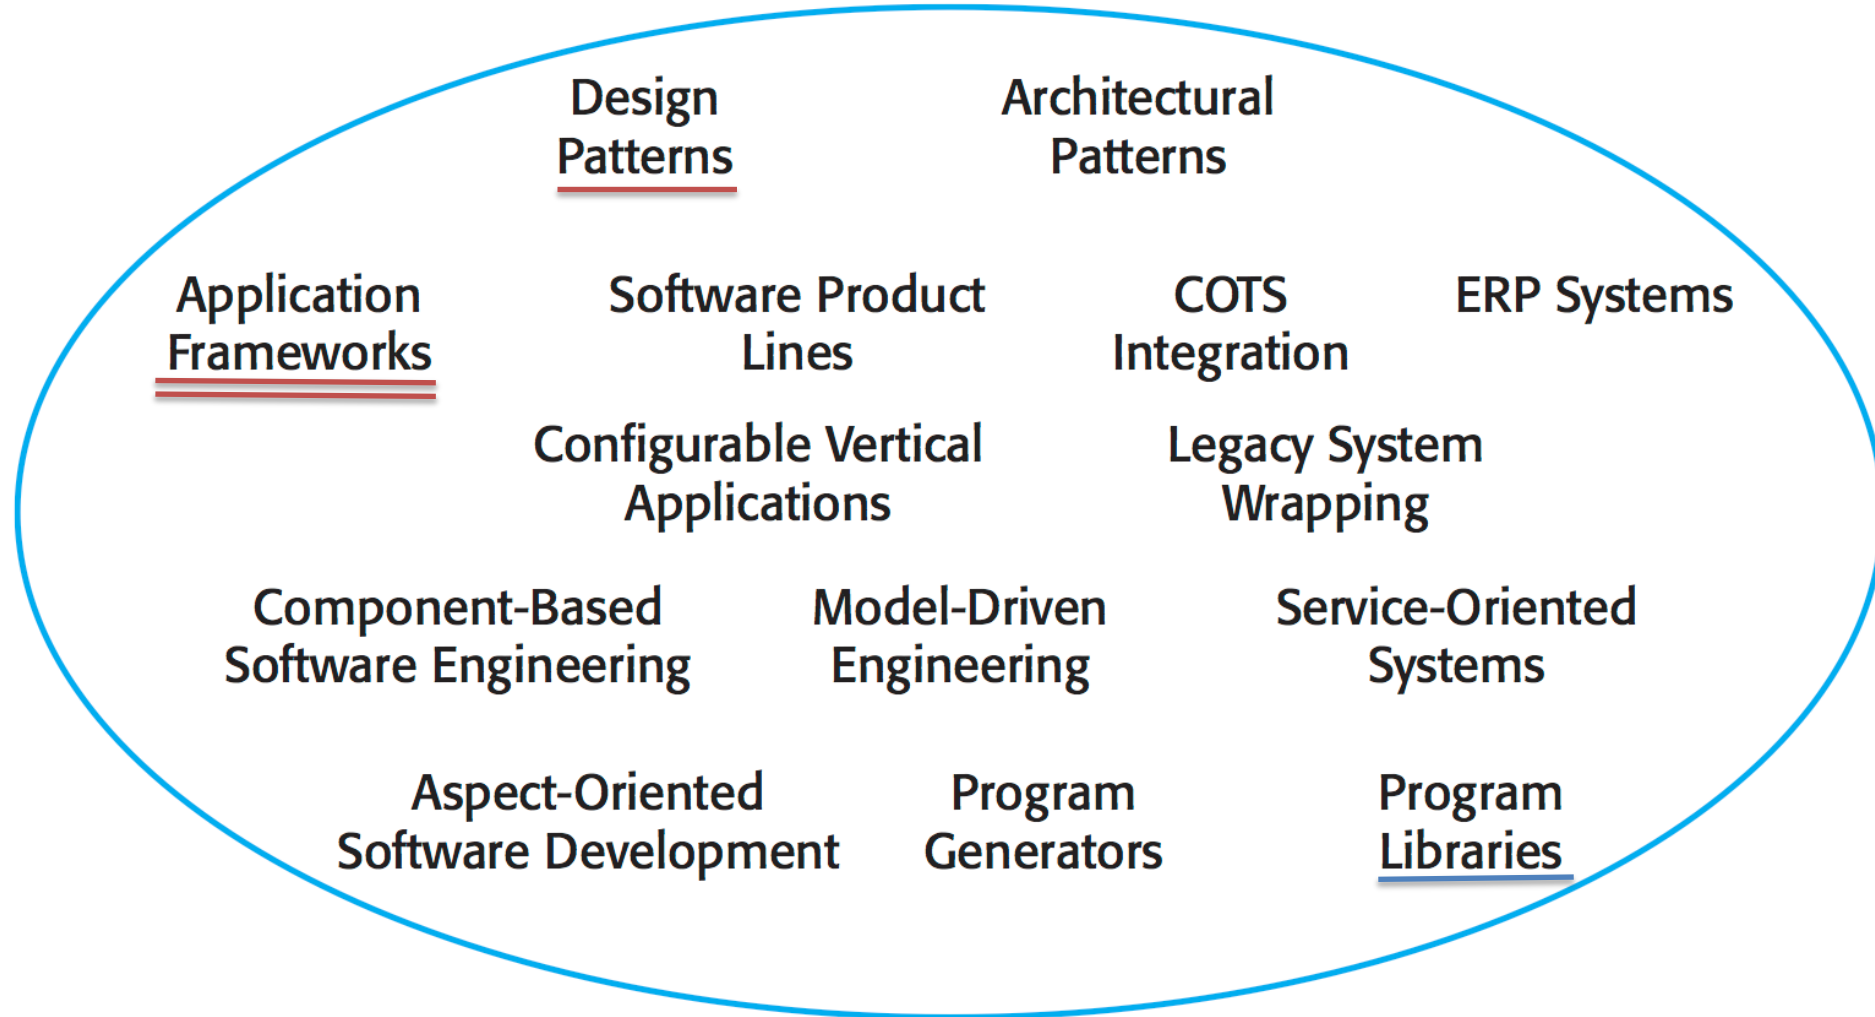 Design
Patterns
Architectural
Patterns
Application
Frameworks
Software Product
Lines
COTS
Integration
ERP Systems
Configurable Vertical
Applications
Legacy System
Wrapping
Component-Based
Software Engineering
Model-Driven
Engineering
Service-Oriented
Systems
Aspect-Oriented
Software Development
Program
Generators
Program
Libraries